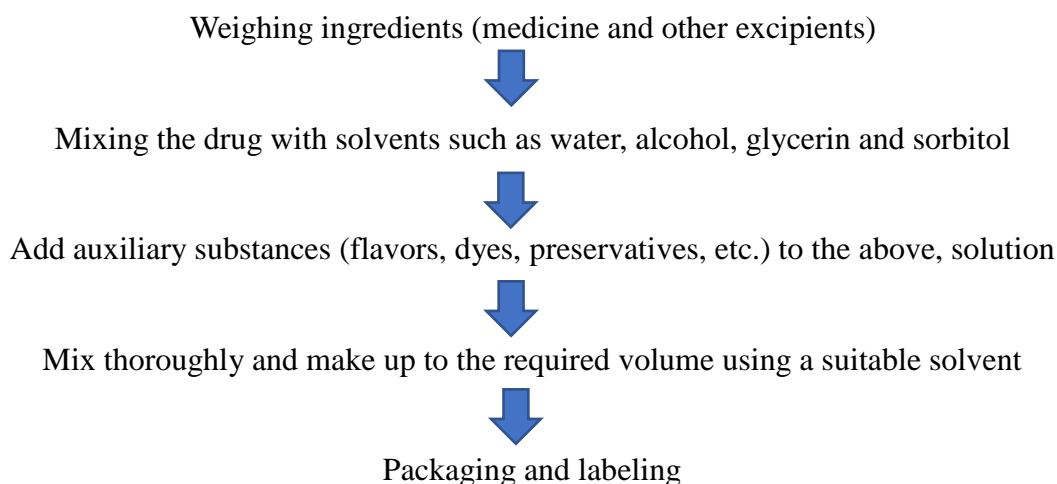 Weighing ingredients (medicine and other excipients)
Mixing the drug with solvents such as water, alcohol, glycerin and sorbitol
Add auxiliary substances (flavors, dyes, preservatives, etc.) to the above, solution
Mix thoroughly and make up to the required volume using a suitable solvent
Packaging and labeling